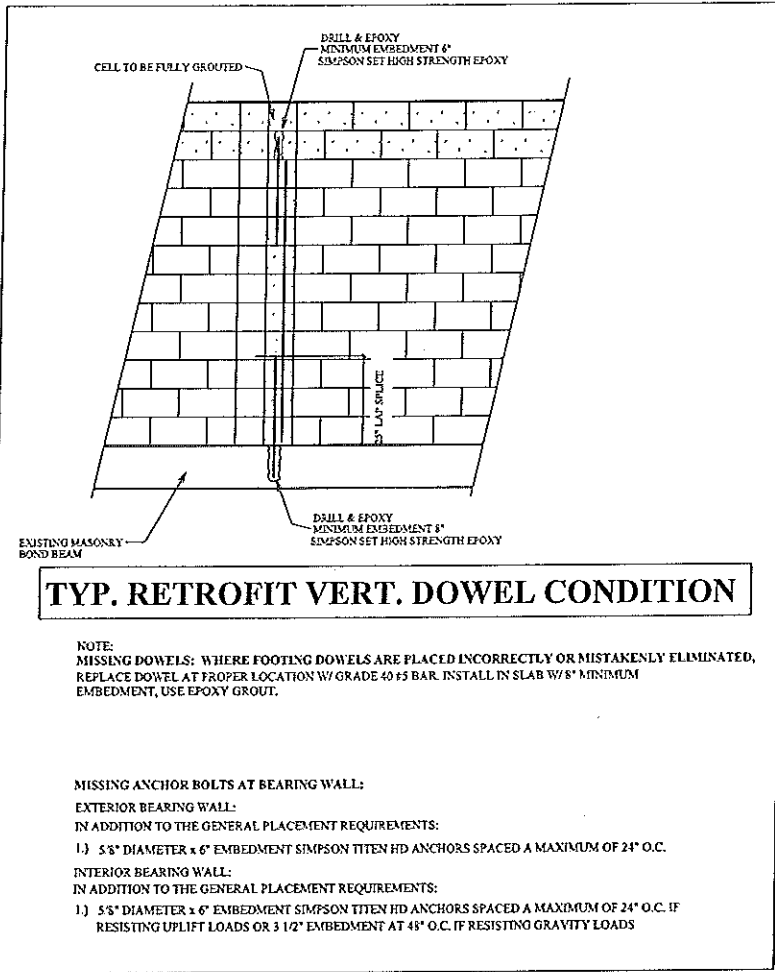 DRILL & EPOXY
MINIMUM EMBEDMENT 6"
SIMPSON SET HIGH STRENGTH EPOXY
CELL TO BE FULLY GROUTED
25" LAP SPLICE
DRILL & EPOXY
MINIMUM EMBEDMENT 8"
SIMPSON SET HIGH STRENGTH EPOXY
EXISTING MASONRY
BOND BEAM
TYP. RETROFIT VERT. DOWEL CONDITION
NOTE:
MISSING DOWELS: WHERE FOOTING DOWELS ARE PLACED INCORRECTLY OR MISTAKENLY ELIMINATED,
REPLACE DOWEL AT PROPER LOCATION W/ GRADE 40 #5 BAR. INSTALL IN SLAB W/ 8" MINIMUM
EMBEDMENT, USE EPOXY GROUT.
MISSING ANCHOR BOLTS AT BEARING WALL:
EXTERIOR BEARING WALL:
IN ADDITION TO THE GENERAL PLACEMENT REQUIREMENTS:
1.) 5/8" DIAMETER x 6" EMBEDMENT SIMPSON TITEN HD ANCHORS SPACED A MAXIMUM OF 24" O.C.
INTERIOR BEARING WALL:
IN ADDITION TO THE GENERAL PLACEMENT REQUIREMENTS:
1.) 5/8" DIAMETER x 6" EMBEDMENT SIMPSON TITEN HD ANCHORS SPACED A MAXIMUM OF 24" O.C. IF
RESISTING UPLIFT LOADS OR 3 1/2" EMBEDMENT AT 48" O.C. IF RESISTING GRAVITY LOADS